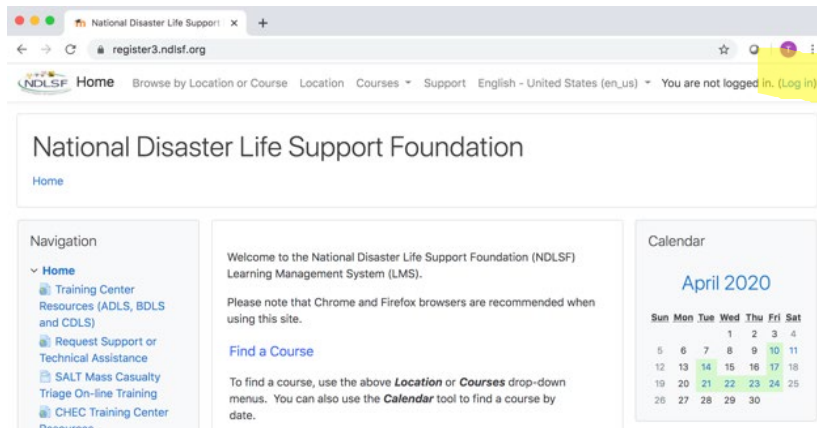 National Disaster Life Support
register3.ndlsf.org
NDLSF Home Browse by Location or Course Location Courses Support English - United States (en_us) You are not logged in. (Log in)
National Disaster Life Support Foundation
Home
Navigation
Home
Training Center
Resources (ADLS, BDLS
and CDLS)
Request Support or
Technical Assistance
SALT Mass Casualty
Triage On-line Training
CHEC Training Center
Resources
Welcome to the National Disaster Life Support Foundation (NDLSF)
Learning Management System (LMS).
Please note that Chrome and Firefox browsers are recommended when
using this site.
Find a Course
To find a course, use the above Location or Courses drop-down
menus. You can also use the Calendar tool to find a course by
date.
Calendar
April 2020
Sun Mon Tue Wed Thu Fri Sat
1 2 3 4
5 6 7 8 9 10 11
12 13 14 15 16 17 18
19 20 21 22 23 24 25
26 27 28 29 30